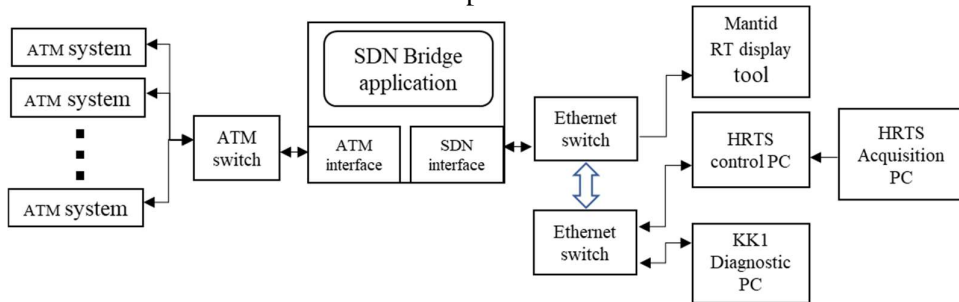 ATM system
ATM system
ATM system
ATM
switch
SDN Bridge
application
ATM
interface
SDN
interface
Ethernet
switch
Ethernet
switch
Mantid
RT display
tool
HRTS
control PC
HRTS
Acquisition
PC
KK1
Diagnostic
PC